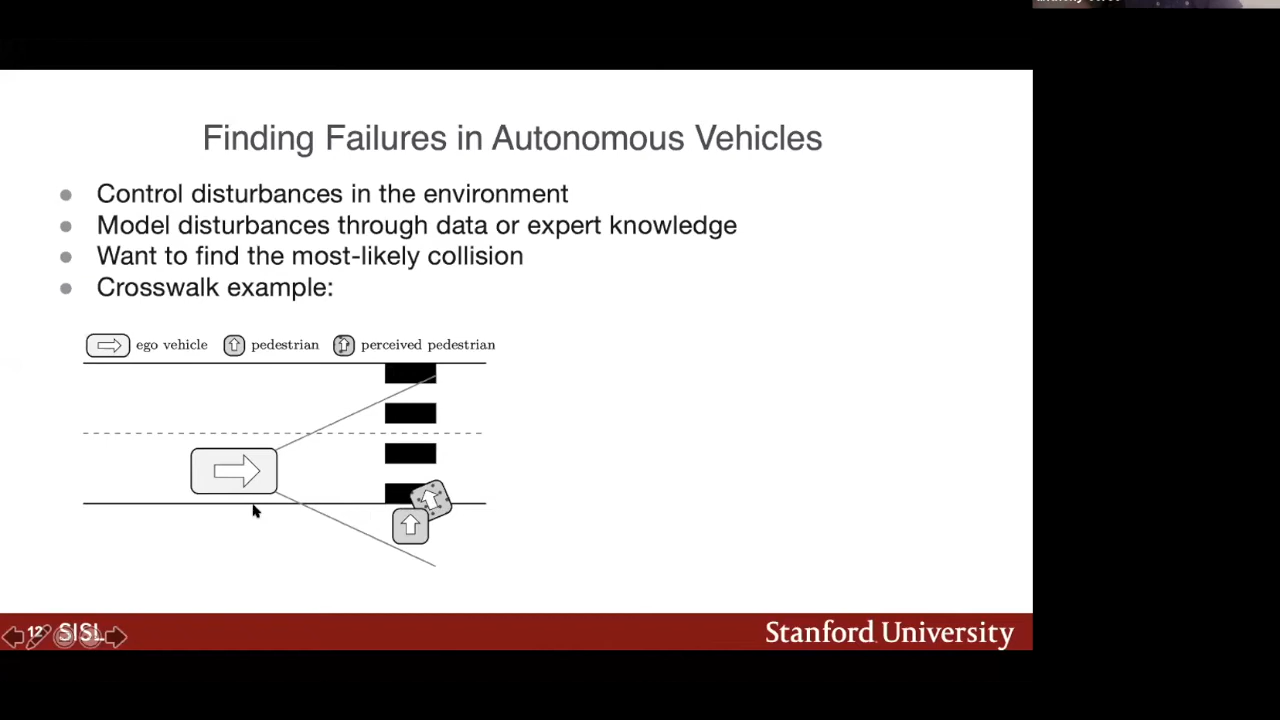 Finding Failures in Autonomous Vehicles
Control disturbances in the environment
Model disturbances through data or expert knowledge
Want to find the most-likely collision
Crosswalk example:
ego vehicle pedestrian perceived pedestrian
12 SISL
Stanford University